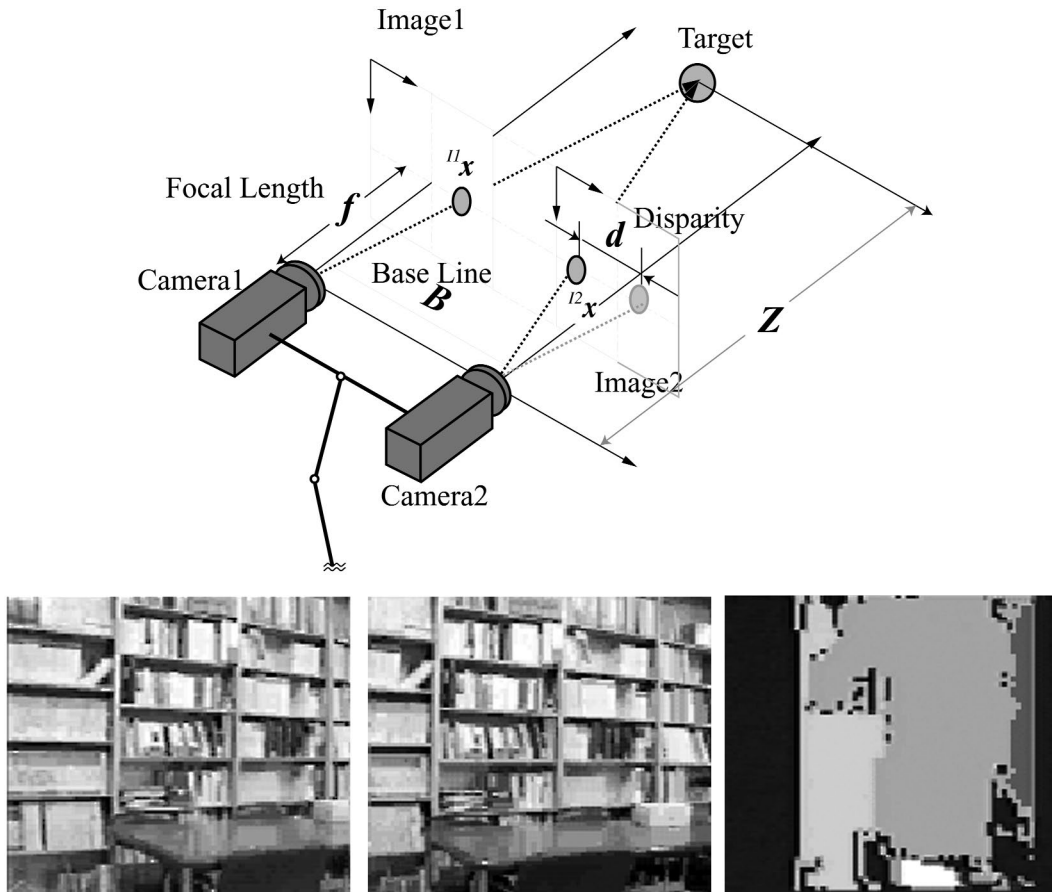 Image1
Target
I1x
Focal Length
f
Disparity
d
Camera1
Base Line
B
I2x
Z
Image2
Camera2